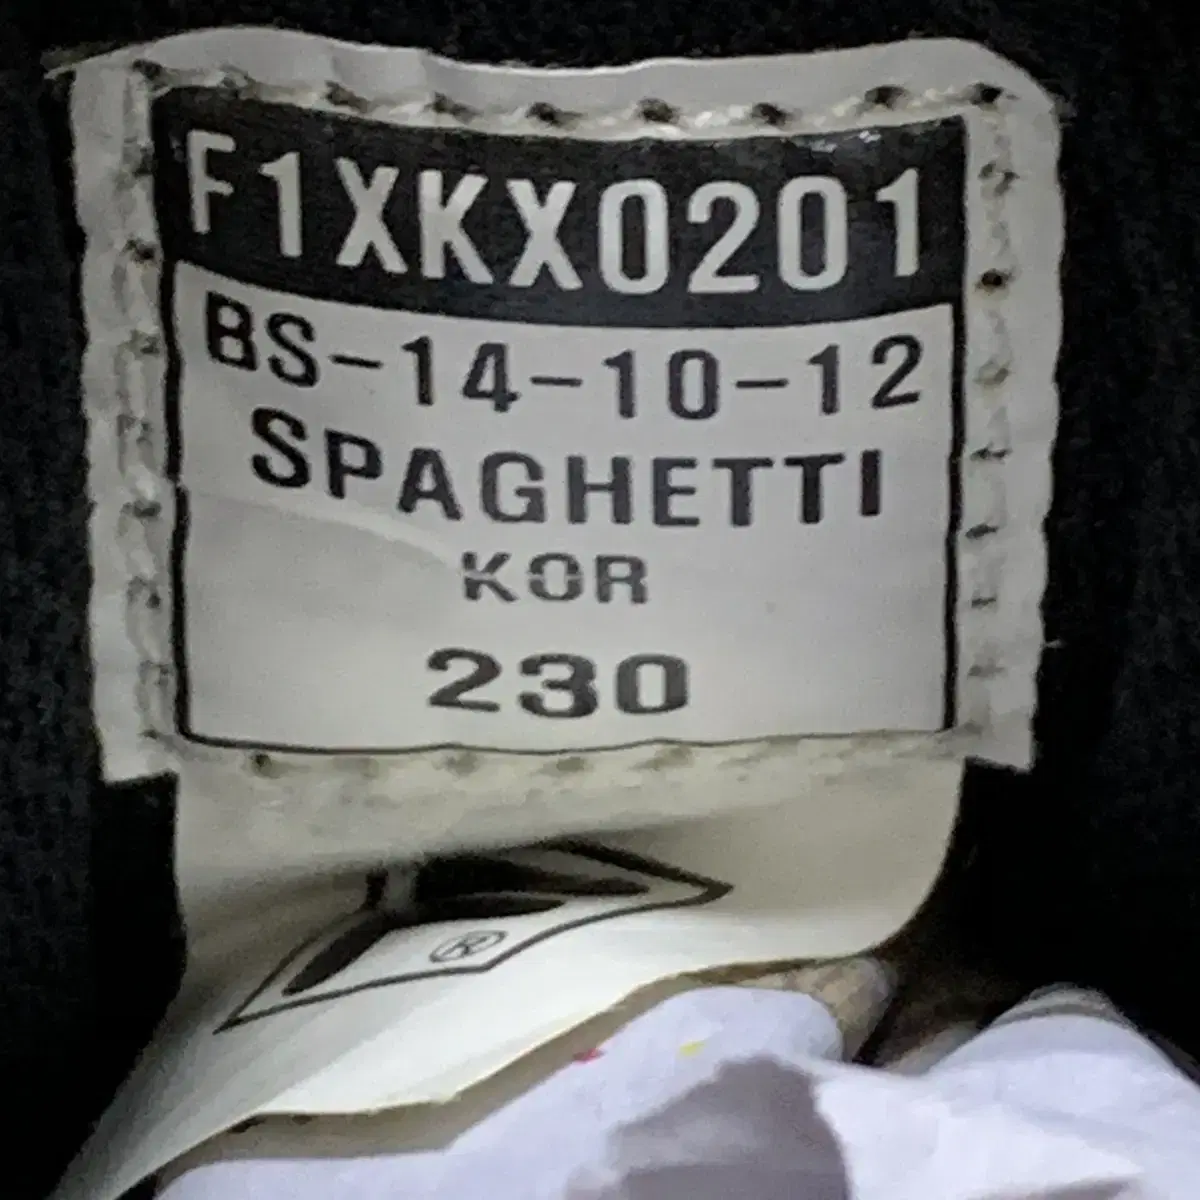 F1XKX0201
BS-14-10-12
SPAGHETTI
KOR
230
®